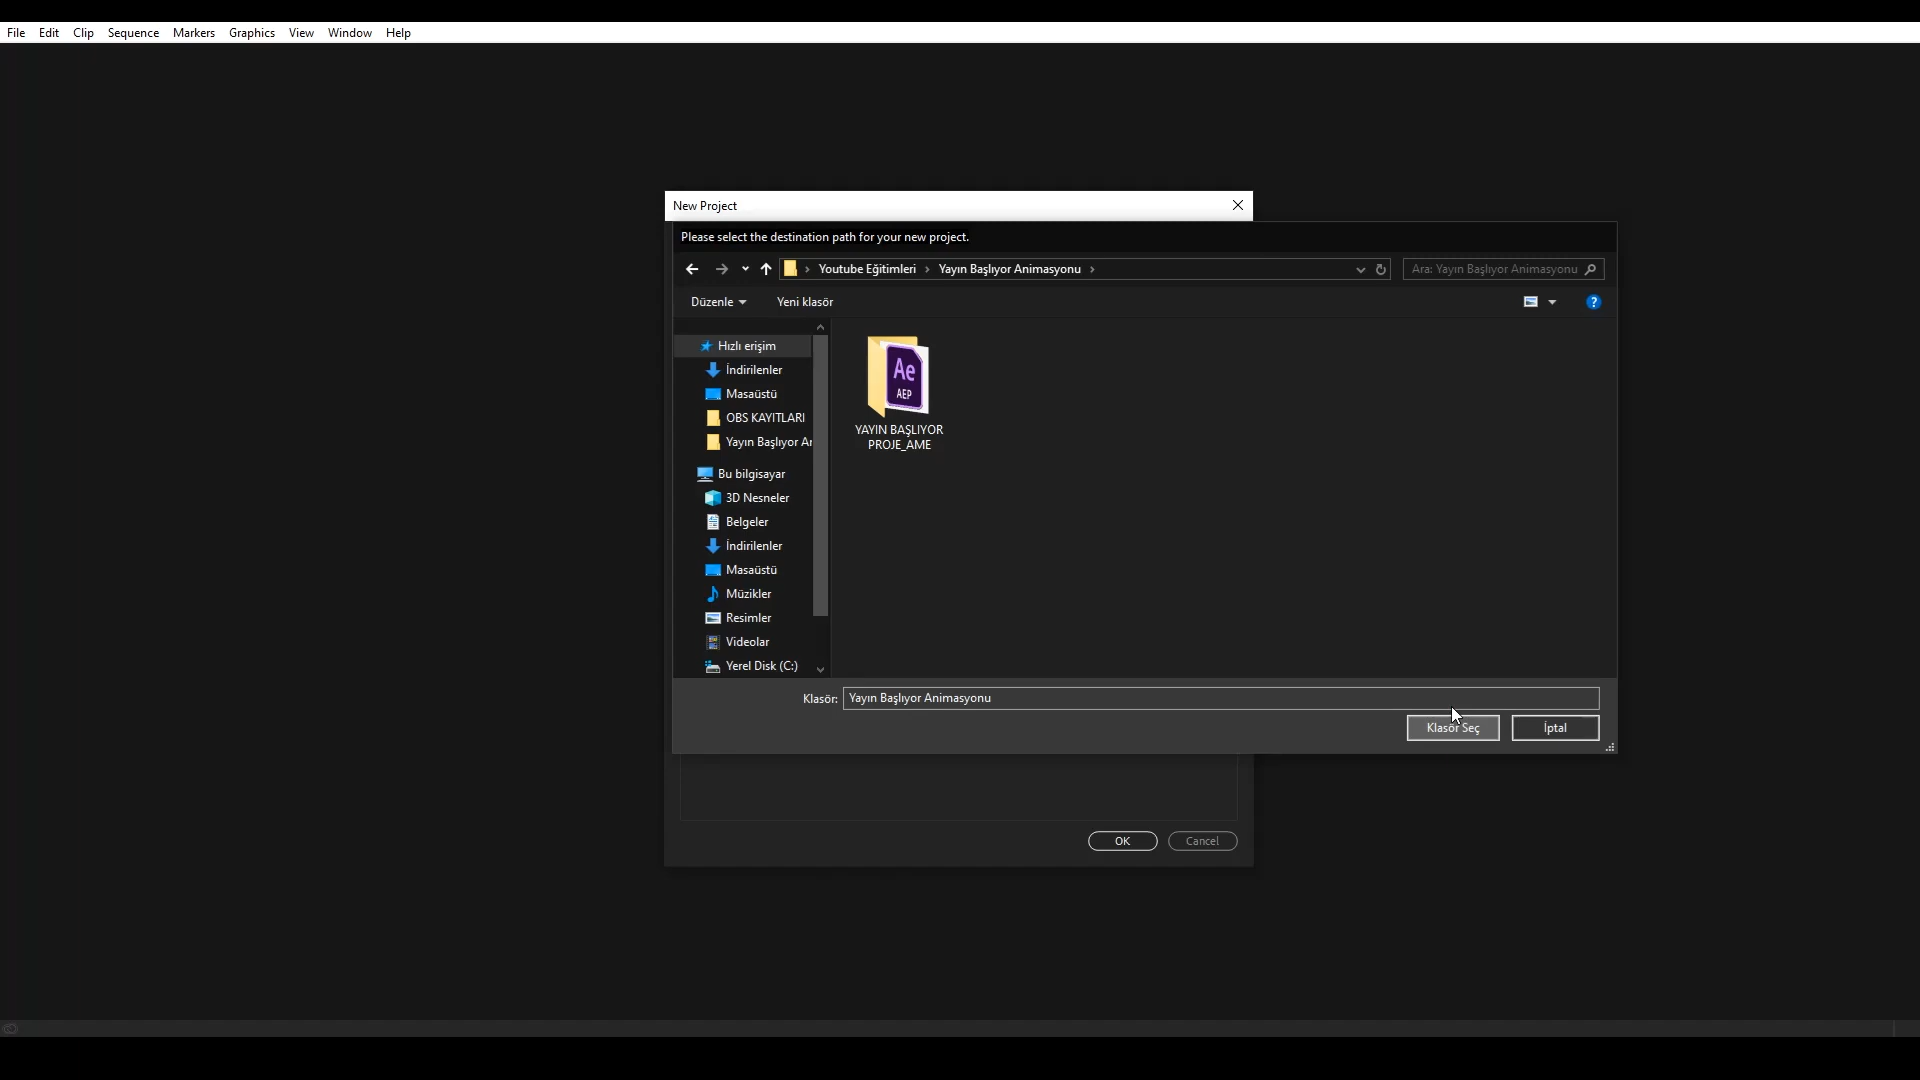 File Edit Clip Sequence Markers Graphics View Window Help
New Project
Please select the destination path for your new project.
Youtube Eğitimleri › Yayın Başlıyor Animasyonu ›
Ara: Yayın Başlıyor Animasyonu
Düzenle Yeni klasör
Hızlı erişim
İndirilenler
Masaüstü
OBS KAYITLARI
Yayın Başlıyor Ar
Bu bilgisayar
3D Nesneler
Belgeler
İndirilenler
Masaüstü
Müzikler
Resimler
Videolar
Yerel Disk (C:)
Ae
AEP
YAYIN BAŞLIYOR
PROJE_AME
Klasör: Yayın Başlıyor Animasyonu
Klasör Seç İptal
OK Cancel